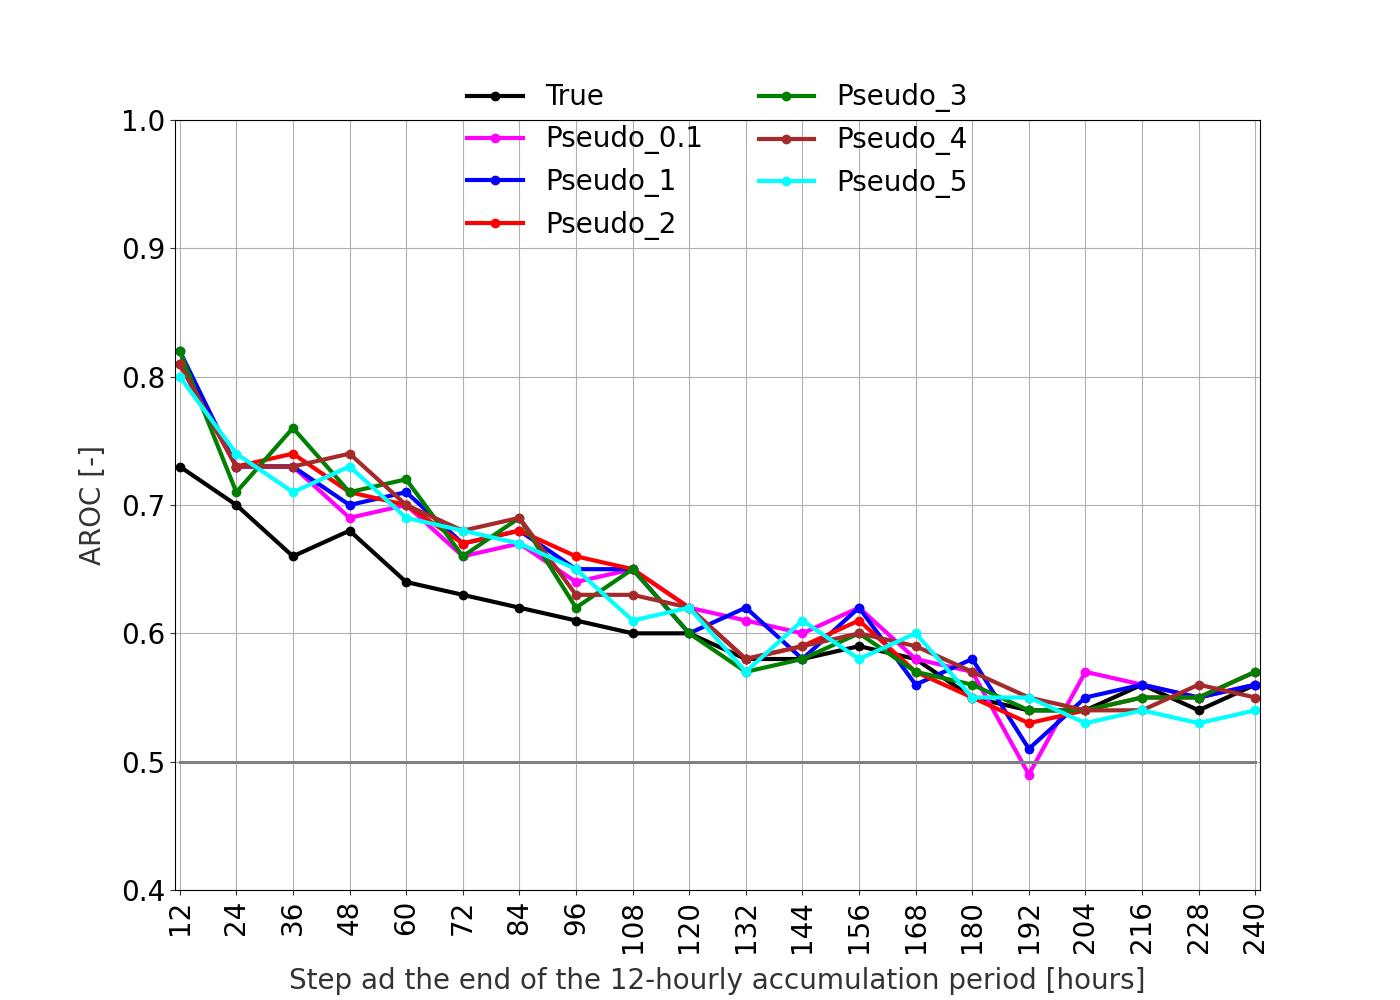 True
Pseudo_0.1
Pseudo_1
Pseudo_2
Pseudo_3
Pseudo_4
Pseudo_5
1.0
0.9
0.8
0.7
0.6
0.5
0.4
AROC [-]
12 24 36 48 60 72 84 96 108 120 132 144 156 168 180 192 204 216 228 240
Step ad the end of the 12-hourly accumulation period [hours]